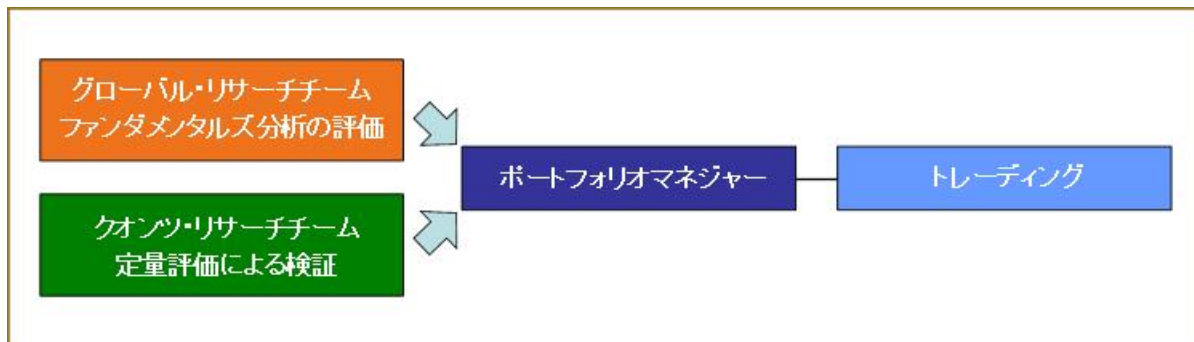 グローバル・リサーチチーム
ファンダメンタルズ分析の評価
クオンツ・リサーチチーム
定量評価による検証
ポートフォリオマネジャー
トレーディング